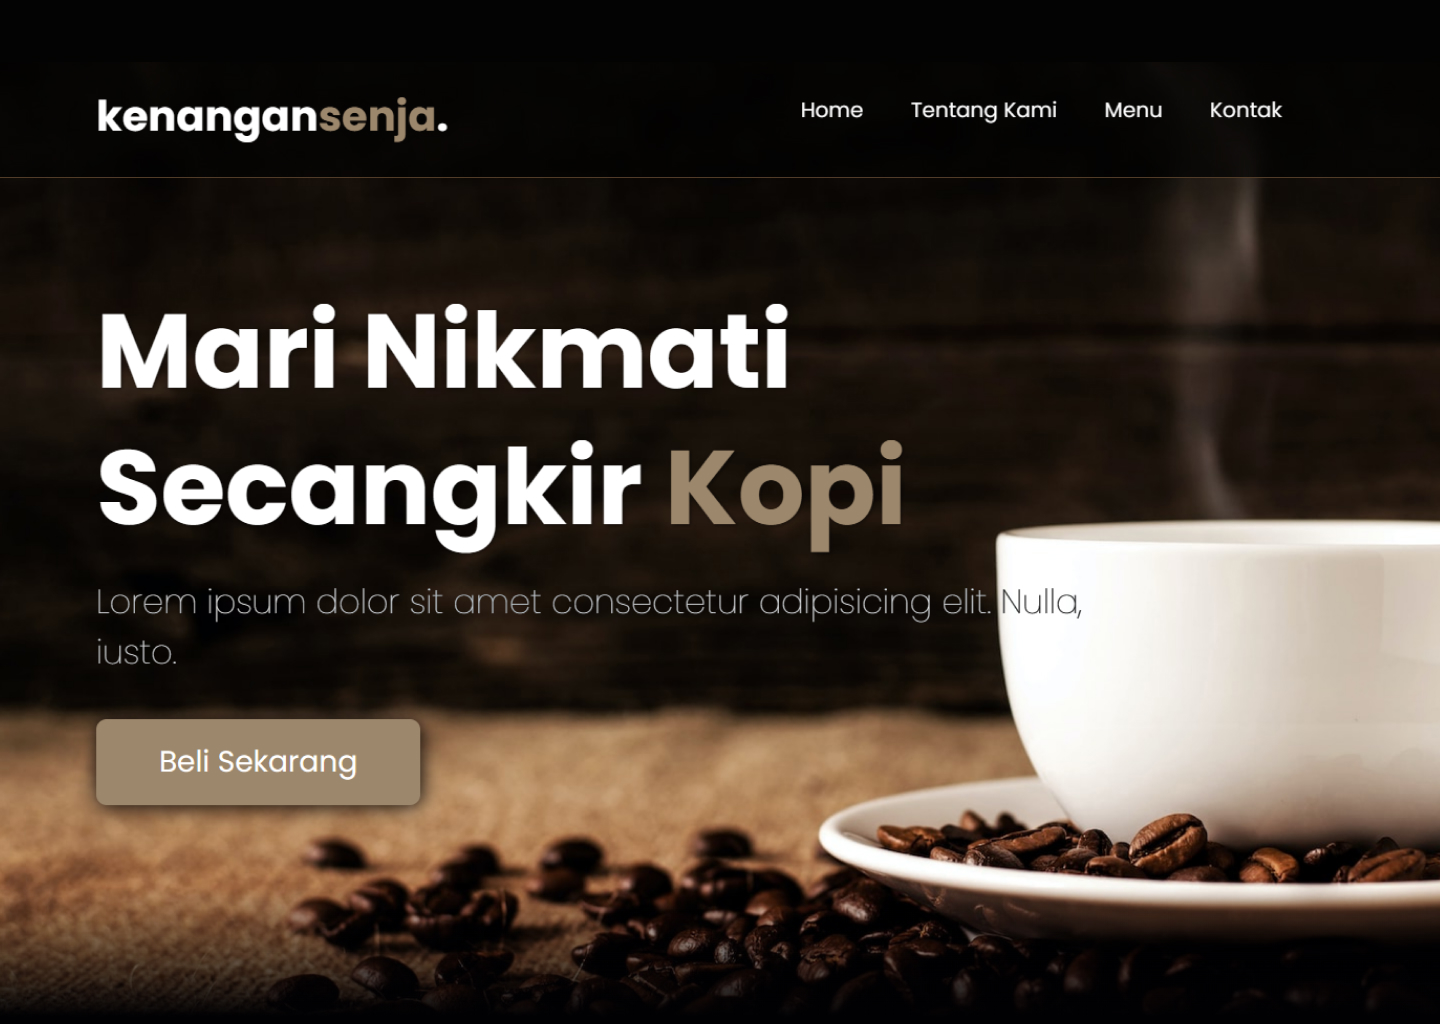 kenangansenja.
Home Tentang Kami Menu Kontak
Mari Nikmati
Secangkir Kopi
Lorem ipsum dolor sit amet consectetur adipisicing elit. Nulla,
iusto.
Beli Sekarang